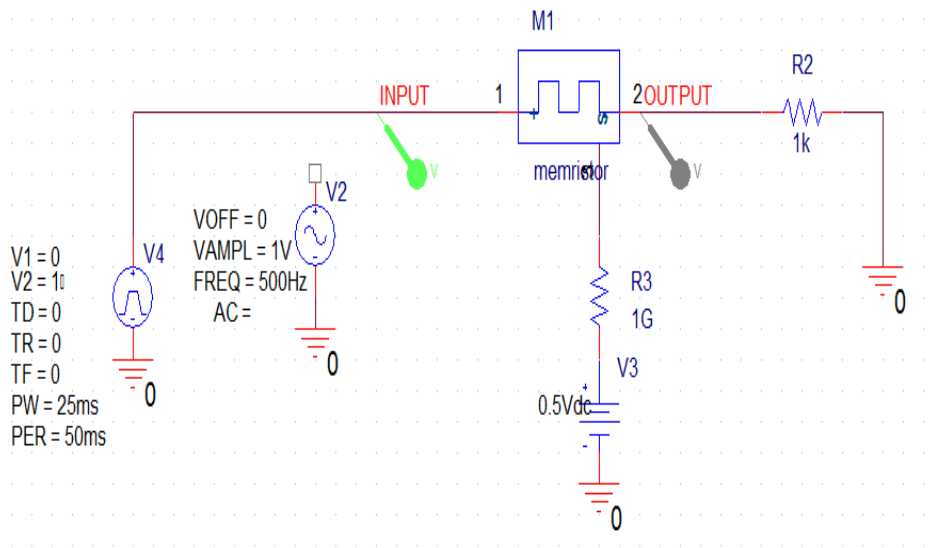 M1
R2
INPUT
1
2
OUTPUT
+
S
1k
V
V
memristor
V2
VOFF = 0
VAMPL = 1V
FREQ = 500Hz
AC =
0
V4
V1 = 0
V2 = 1
TD = 0
TR = 0
TF = 0
PW = 25ms
PER = 50ms
0
R3
1G
0
V3
0.5Vdc
+
-
0